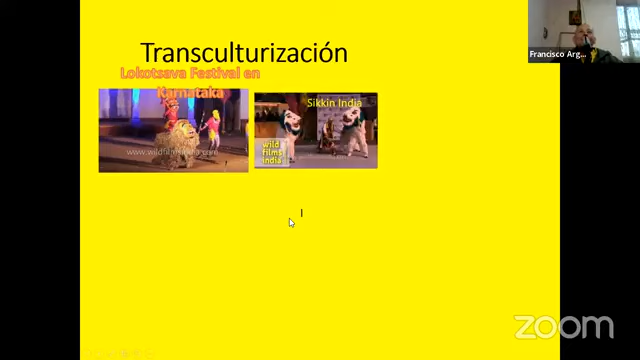 Transculturización
Lokotsava Festival en
Karnataka
Sikkin India
www.wildfilmsindia.com
wild
films
india
Francisco Arg...
zoom